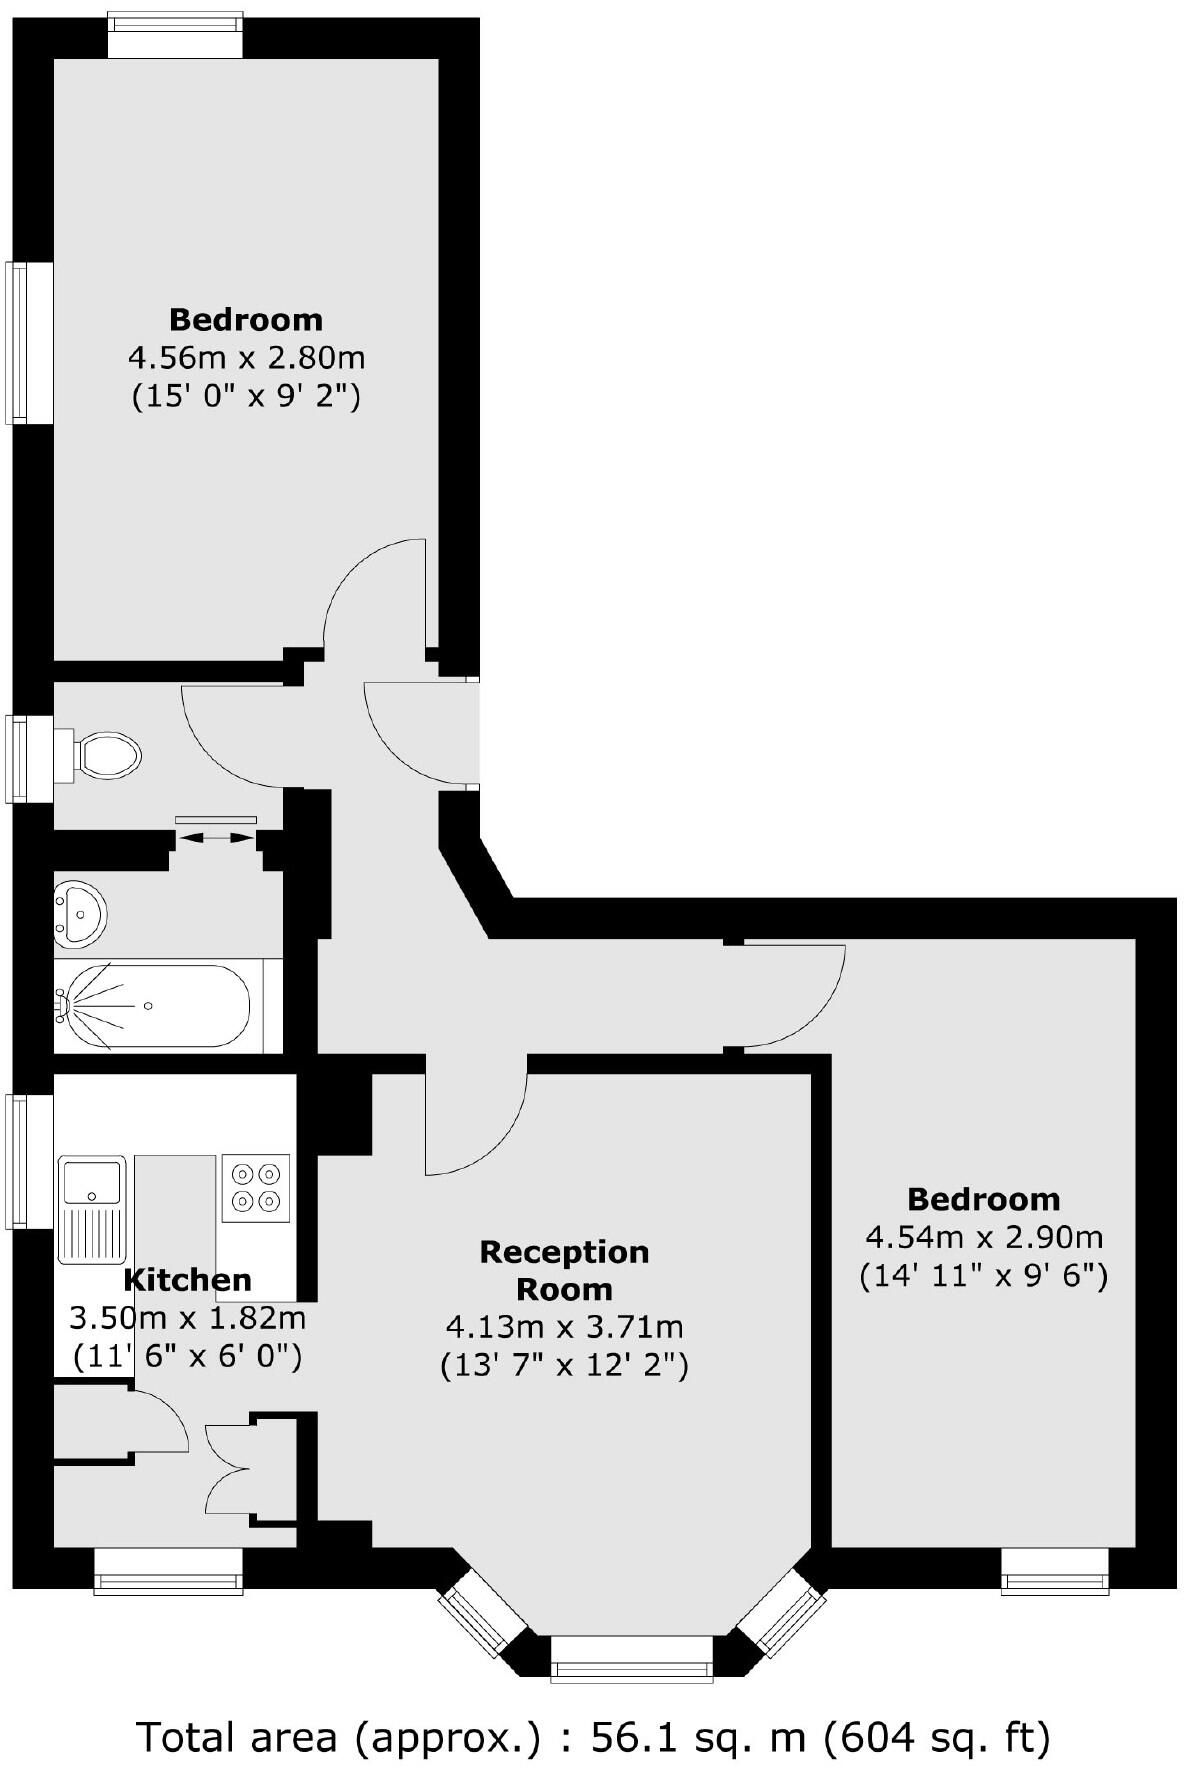 Bedroom
4.56m x 2.80m
(15' 0" x 9' 2")
Bedroom
4.54m x 2.90m
(14' 11" x 9' 6")
Reception
Room
4.13m x 3.71m
(13' 7" x 12' 2")
Kitchen
3.50m x 1.82m
(11' 6" x 6' 0")
Total area (approx.) : 56.1 sq. m (604 sq. ft)